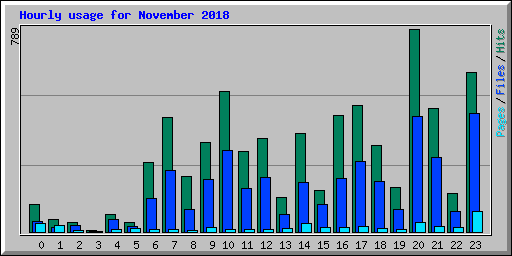 Hourly usage for November 2018
789
Pages/Files/Hits
0 1 2 3 4 5 6 7 8 9 10 11 12 13 14 15 16 17 18 19 20 21 22 23